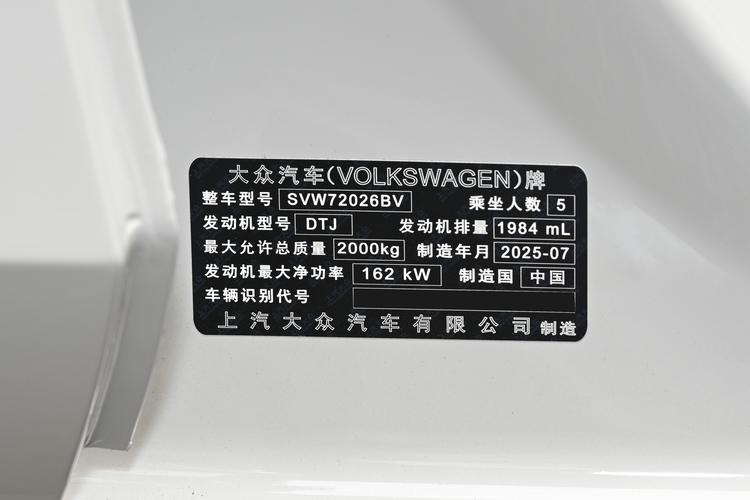 大众汽车(VOLKSWAGEN)牌
整车型号 SVW72026BV 乘坐人数 5
发动机型号 DTJ 发动机排量 1984 mL
最大允许总质量 2000kg 制造年月 2025-07
发动机最大净功率 162 kW 制造国 中国
车辆识别代号
上汽大众汽车有限公司 制造